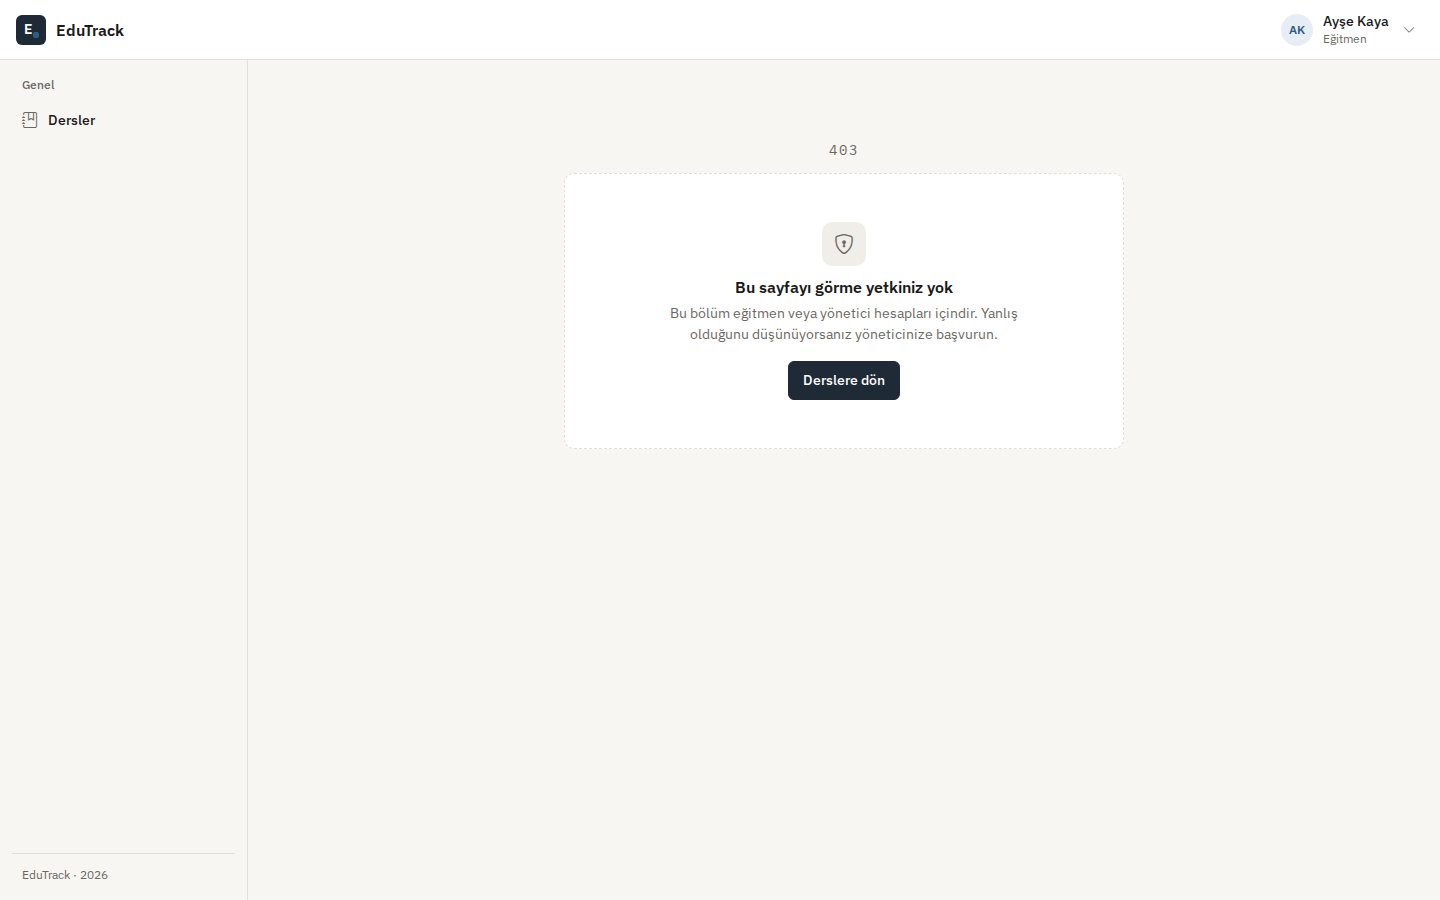 E
EduTrack
AK
Ayşe Kaya
Eğitmen
Genel
Dersler
403
Bu sayfayı görme yetkiniz yok
Bu bölüm eğitmen veya yönetici hesapları içindir. Yanlış
olduğunu düşünüyorsanız yöneticinize başvurun.
Derslere dön
EduTrack · 2026